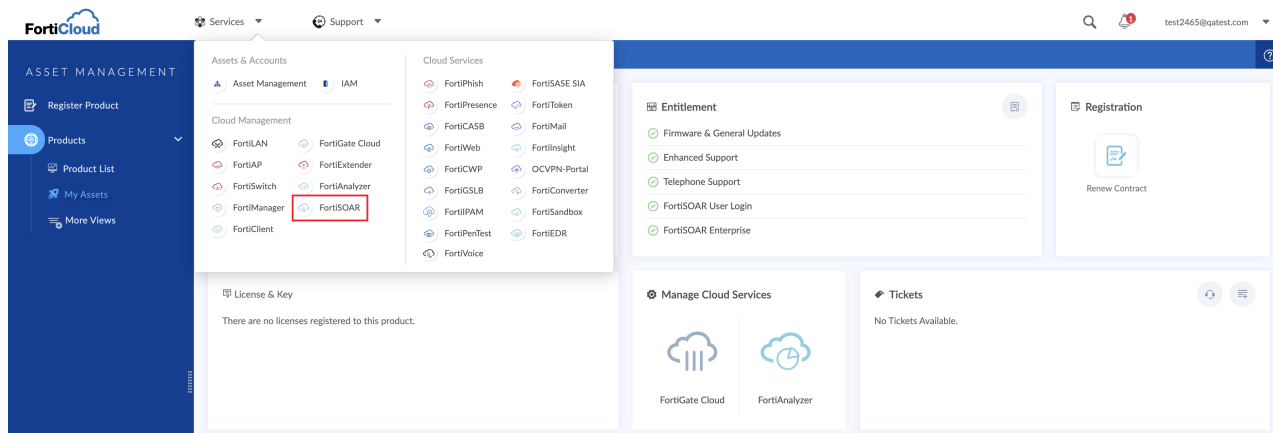 FortiCloud
Services
Support
1
test2465@qatest.com
ASSET MANAGEMENT
Register Product
Products
Product List
My Assets
More Views
Assets & Accounts
Asset Management
IAM
Cloud Management
FortiLAN
FortiGate Cloud
FortiAP
FortiExtender
FortiSwitch
FortiAnalyzer
FortiManager
FortiSOAR
FortiClient
Cloud Services
FortiPhish
FortiSASE SIA
FortiPresence
FortiToken
FortiCASB
FortiMail
FortiWeb
FortiInsight
FortiCWP
OCVPN-Portal
FortiGSLB
FortiConverter
FortiIPAM
FortiSandbox
FortiPenTest
FortiEDR
FortiVoice
Entitlement
Firmware & General Updates
Enhanced Support
Telephone Support
FortiSOAR User Login
FortiSOAR Enterprise
Registration
Renew Contract
License & Key
There are no licenses registered to this product.
Manage Cloud Services
FortiGate Cloud
FortiAnalyzer
Tickets
No Tickets Available.